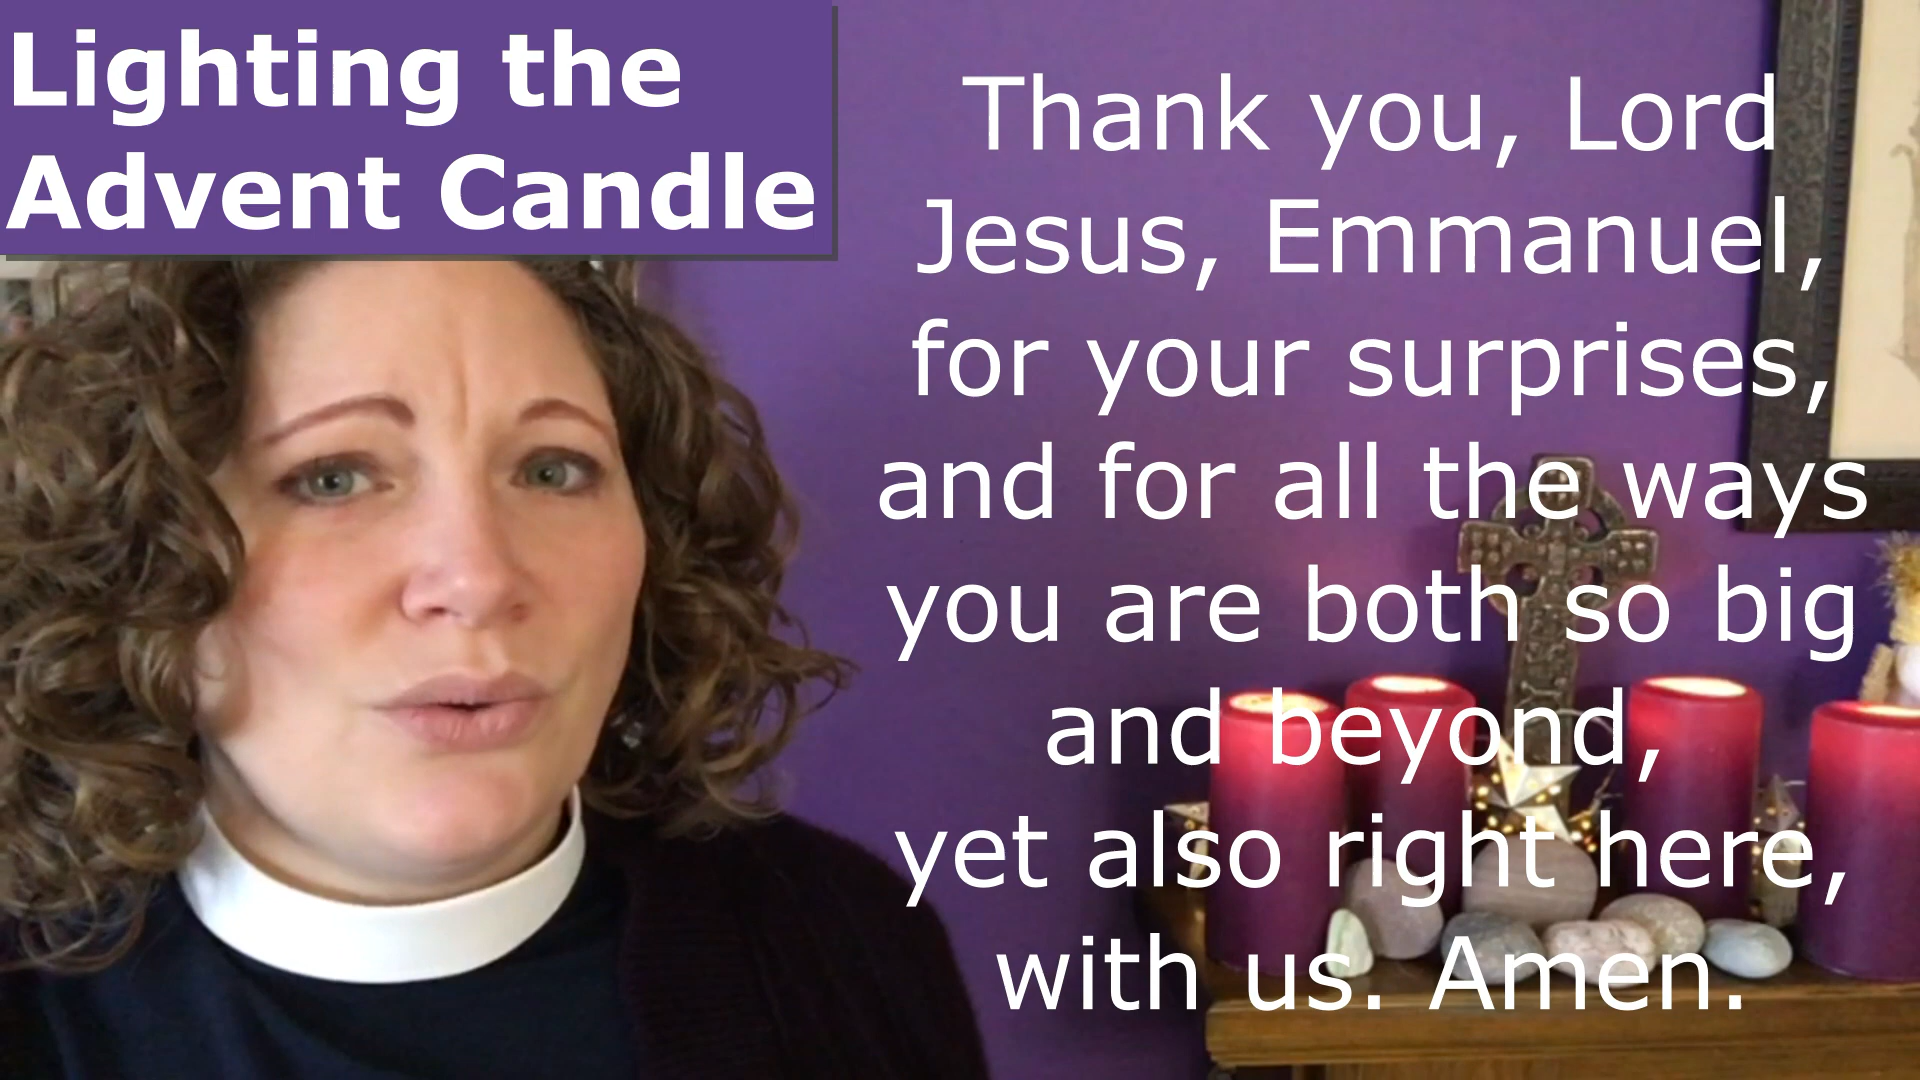 Lighting the
Advent Candle
Thank you, Lord
Jesus, Emmanuel,
for your surprises,
and for all the ways
you are both so big
and beyond,
yet also right here,
with us. Amen.